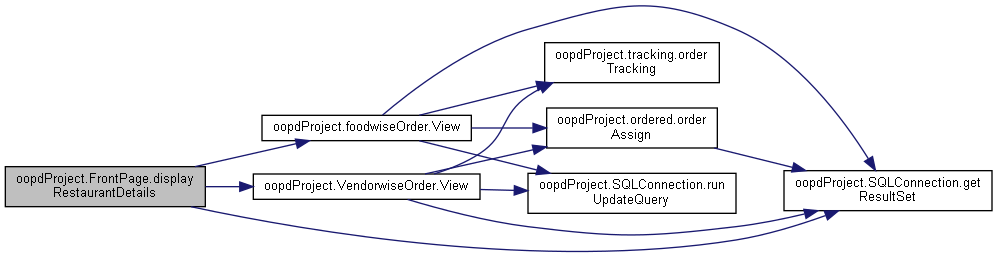 oopdProject.FrontPage.display
RestaurantDetails
oopdProject.foodwiseOrder.View
oopdProject.VendorwiseOrder.View
oopdProject.tracking.order
Tracking
oopdProject.ordered.order
Assign
oopdProject.SQLConnection.run
UpdateQuery
oopdProject.SQLConnection.get
ResultSet